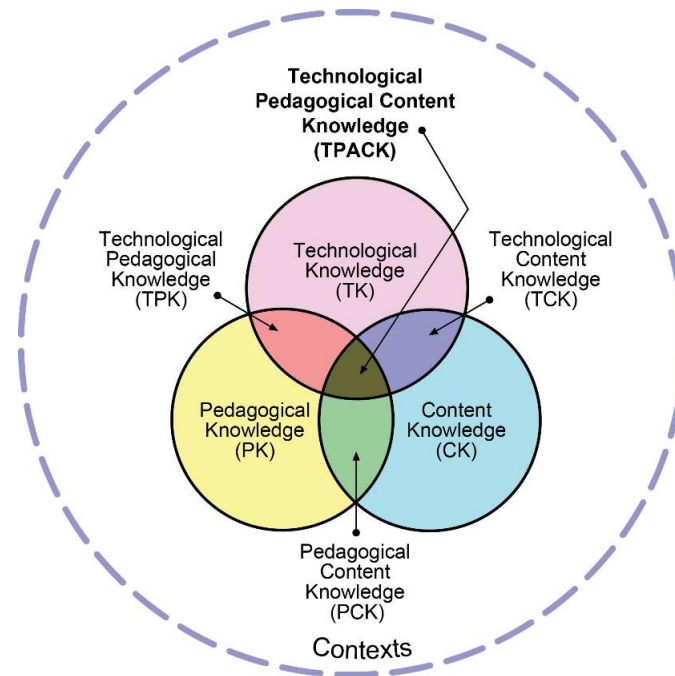 Technological
Pedagogical Content
Knowledge
(TPACK)
Technological
Pedagogical
Knowledge
(TPK)
Technological
Knowledge
(TK)
Technological
Content
Knowledge
(TCK)
Pedagogical
Knowledge
(PK)
Content
Knowledge
(CK)
Pedagogical
Content
Knowledge
(PCK)
Contexts